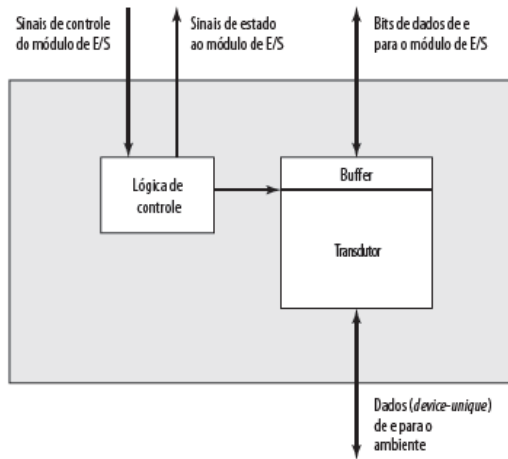 Sinais de controle
do módulo de E/S
Sinais de estado
ao módulo de E/S
Bits de dados de e
para o módulo de E/S
Lógica de
controle
Buffer
Transdutor
Dados (device-unique)
de e para o
ambiente